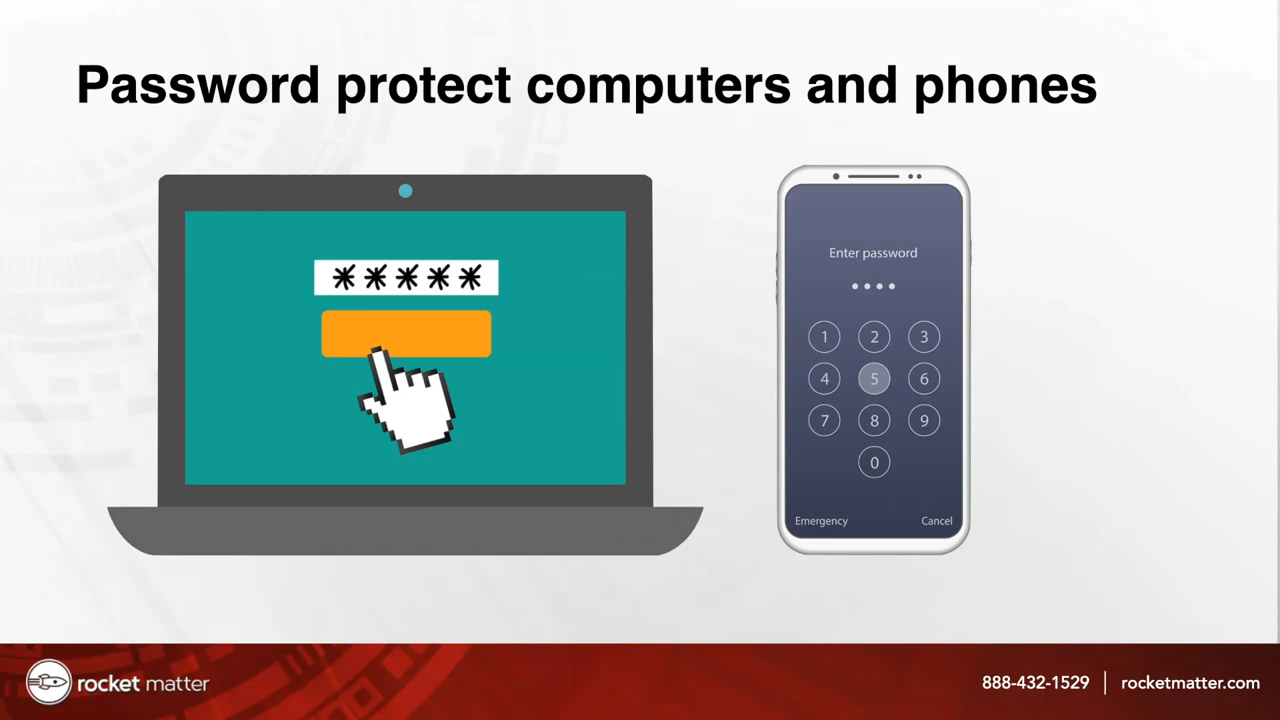 Password protect computers and phones
*****
Enter password
1 2 3
4 5 6
7 8 9
0
Emergency Cancel
rocket matter
888-432-1529 | rocketmatter.com